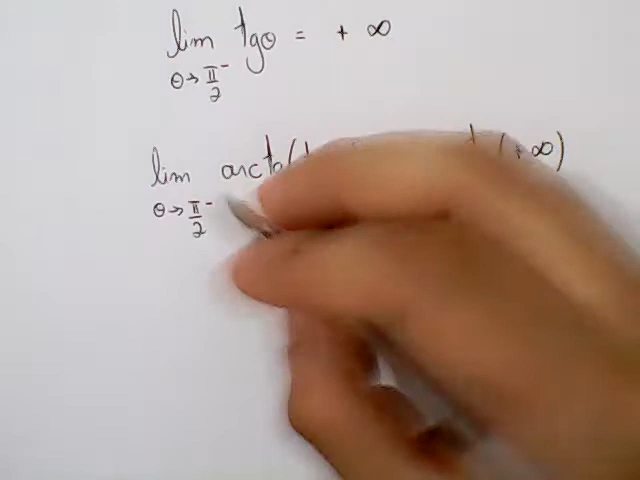 lim tgθ = + ∞
θ→π/2⁻
lim arctg( (+∞)
θ→π/2⁻